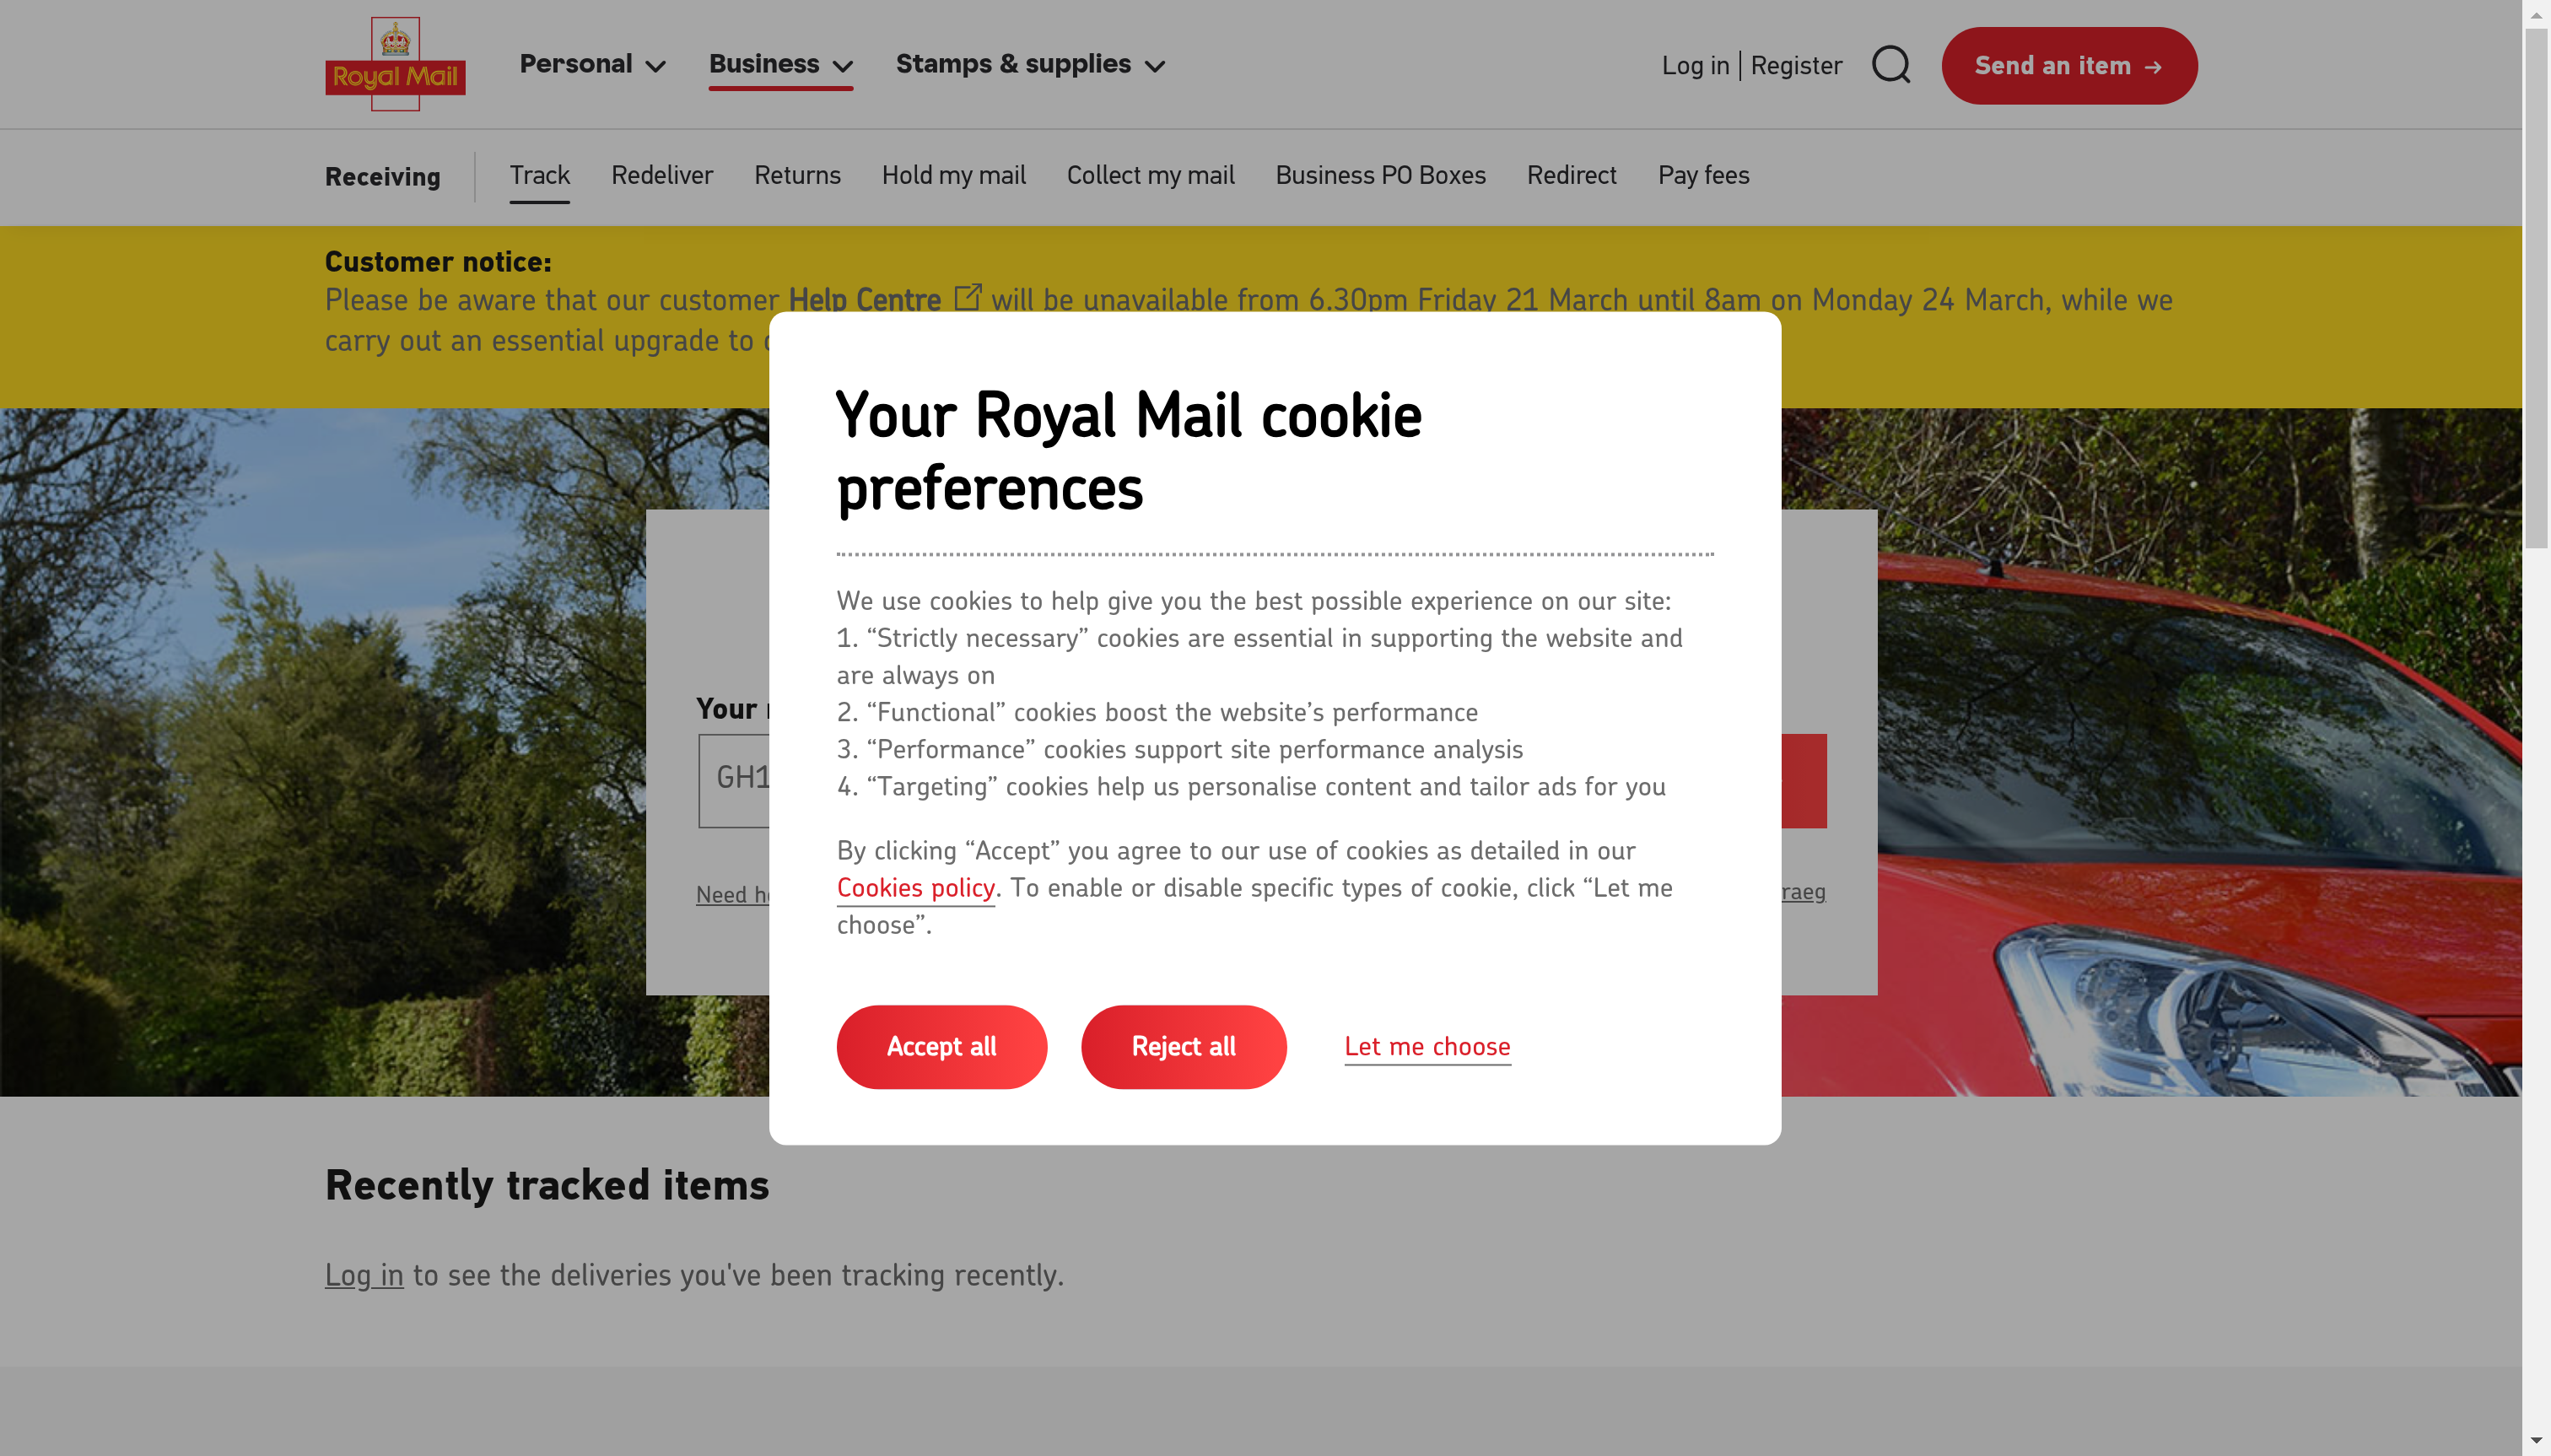 Royal Mail
Personal
Business
Stamps & supplies
Log in
Register
Send an item →
Receiving
Track
Redeliver
Returns
Hold my mail
Collect my mail
Business PO Boxes
Redirect
Pay fees
Customer notice:
Please be aware that our customer Help Centre will be unavailable from 6.30pm Friday 21 March until 8am on Monday 24 March, while we
carry out an essential upgrade to
Your Royal Mail cookie
preferences
We use cookies to help give you the best possible experience on our site:
1. “Strictly necessary” cookies are essential in supporting the website and
are always on
2. “Functional” cookies boost the website’s performance
3. “Performance” cookies support site performance analysis
4. “Targeting” cookies help us personalise content and tailor ads for you
By clicking “Accept” you agree to our use of cookies as detailed in our
Cookies policy. To enable or disable specific types of cookie, click “Let me
choose”.
Accept all
Reject all
Let me choose
Your
GH1
Need
raeg
Recently tracked items
Log in to see the deliveries you've been tracking recently.